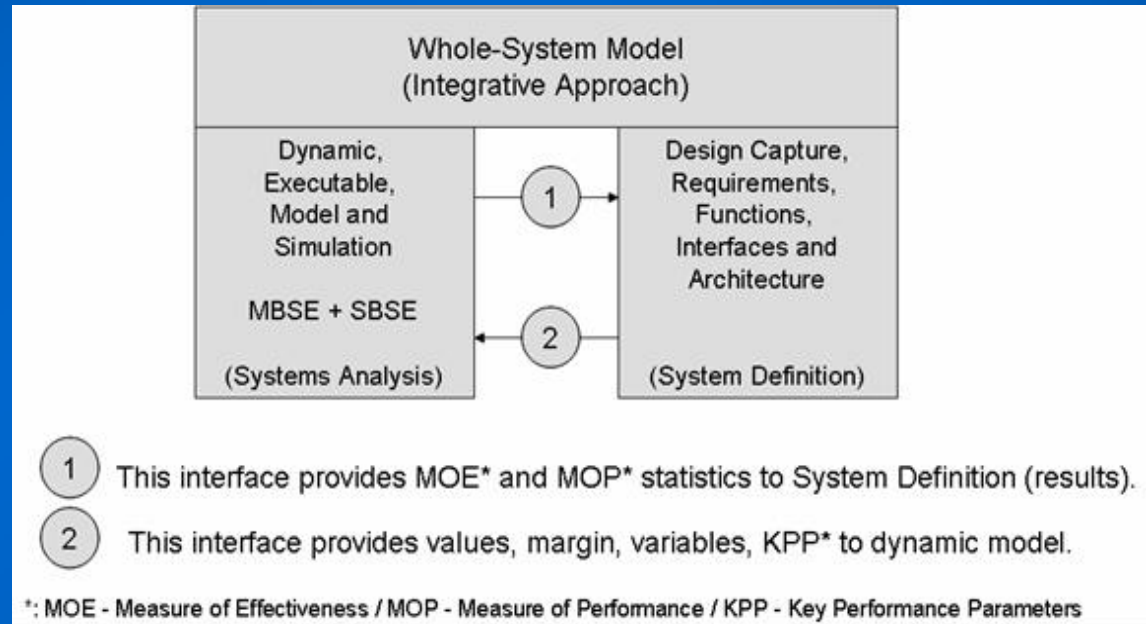 Whole-System Model
(Integrative Approach)
Dynamic,
Executable,
Model and
Simulation
MBSE + SBSE
(Systems Analysis)
1
2
Design Capture,
Requirements,
Functions,
Interfaces and
Architecture
(System Definition)
1 This interface provides MOE* and MOP* statistics to System Definition (results).
2 This interface provides values, margin, variables, KPP* to dynamic model.
*: MOE - Measure of Effectiveness / MOP - Measure of Performance / KPP - Key Performance Parameters